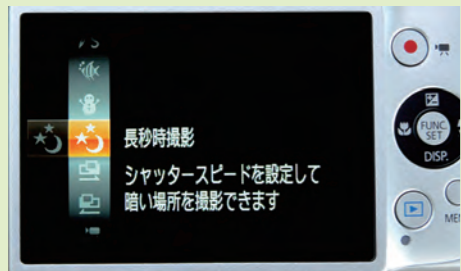 長秒時撮影
シャッタースピードを設定して
暗い場所を撮影できます
FUNC.
SET
DISP.